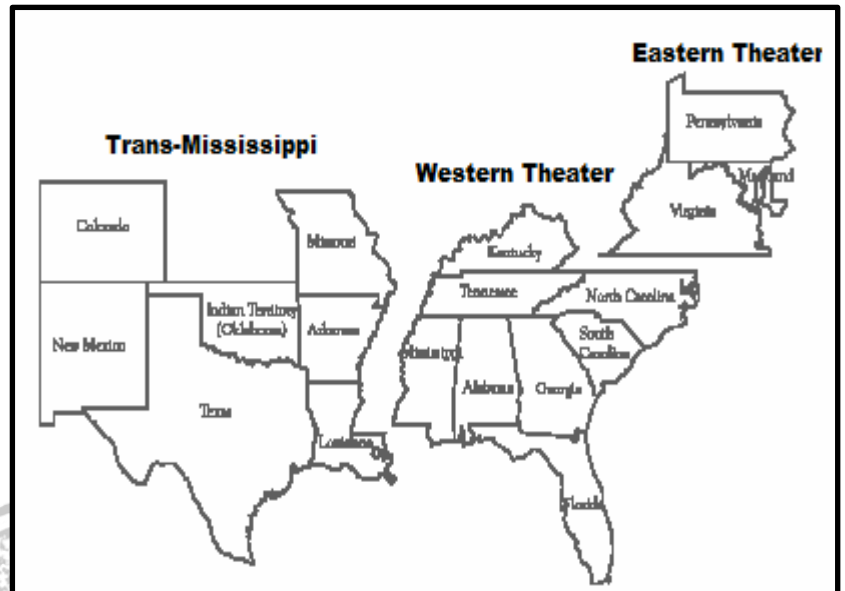 Eastern Theater
Pennsylvania
Trans-Mississippi
Western Theater
Maryland
Virginia
Colorado
Missouri
Kentucky
Tennessee
North Carolina
Indian Territory
(Oklahoma)
Arkansas
New Mexico
South
Carolina
Mississippi
Alabama
Georgia
Texas
Louisiana
Florida